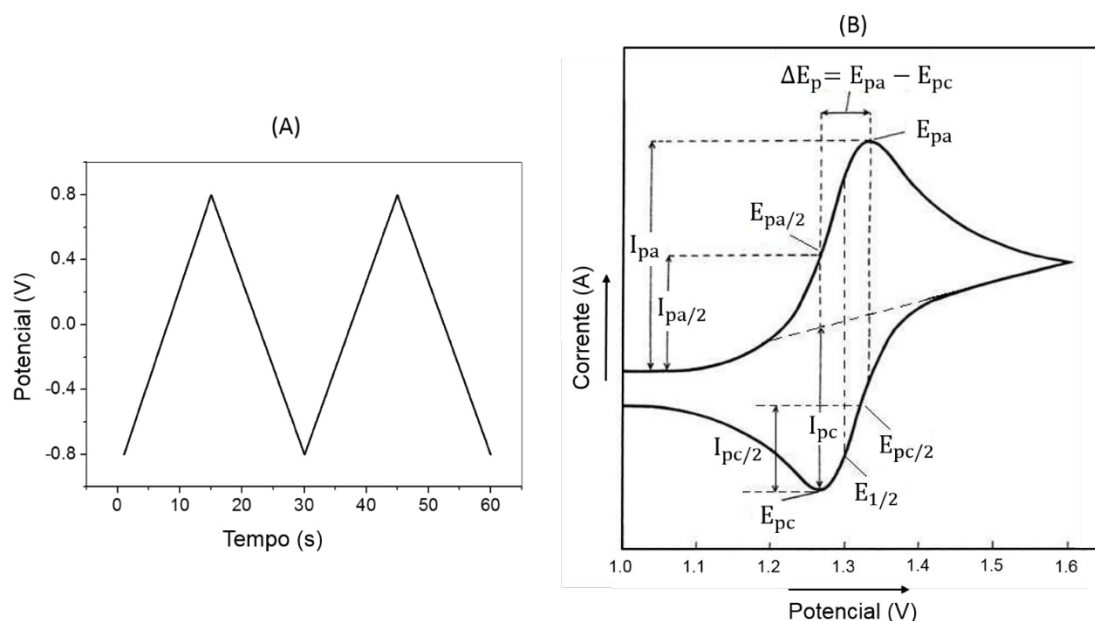 (A)
Potencial (V)
0.8
0.4
0.0
-0.4
-0.8
0 10 20 30 40 50 60
Tempo (s)
(B)
ΔEp= Epa − Epc
Epa
Epa/2
Ipa
Ipa/2
Corrente (A)
Ipc
Ipc/2
Epc/2
E1/2
Epc
1.0 1.1 1.2 1.3 1.4 1.5 1.6
Potencial (V)